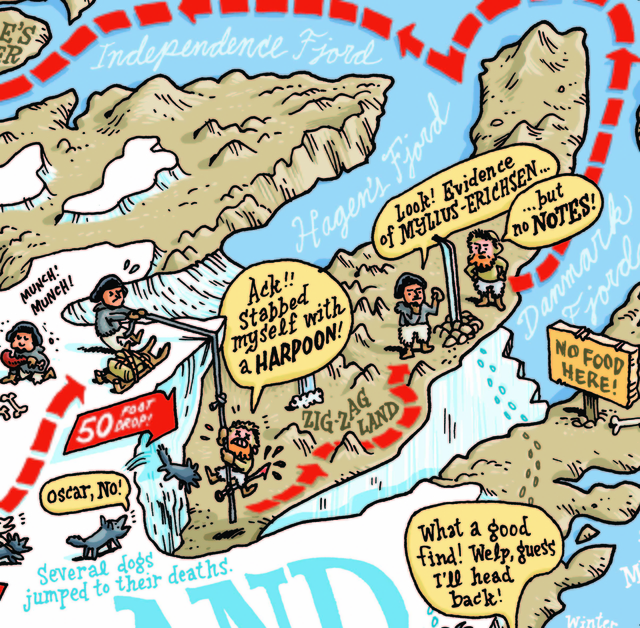 E'S
ER
Independence Fjord
Hagen's Fjord
Look! Evidence
of MYLIUS-ERICHSEN...
...but
no NOTES!
Danmark
Fjord
MUNCH!
MUNCH!
Ack!!
Stabbed
myself with
a HARPOON!
NO FOOD
HERE!
50 FOOT
DROP!
ZIG-ZAG
LAND
Oscar, No!
Several dogs
jumped to their deaths.
What a good
find! Welp, guess
I'll head
back!
AND
M
Winter